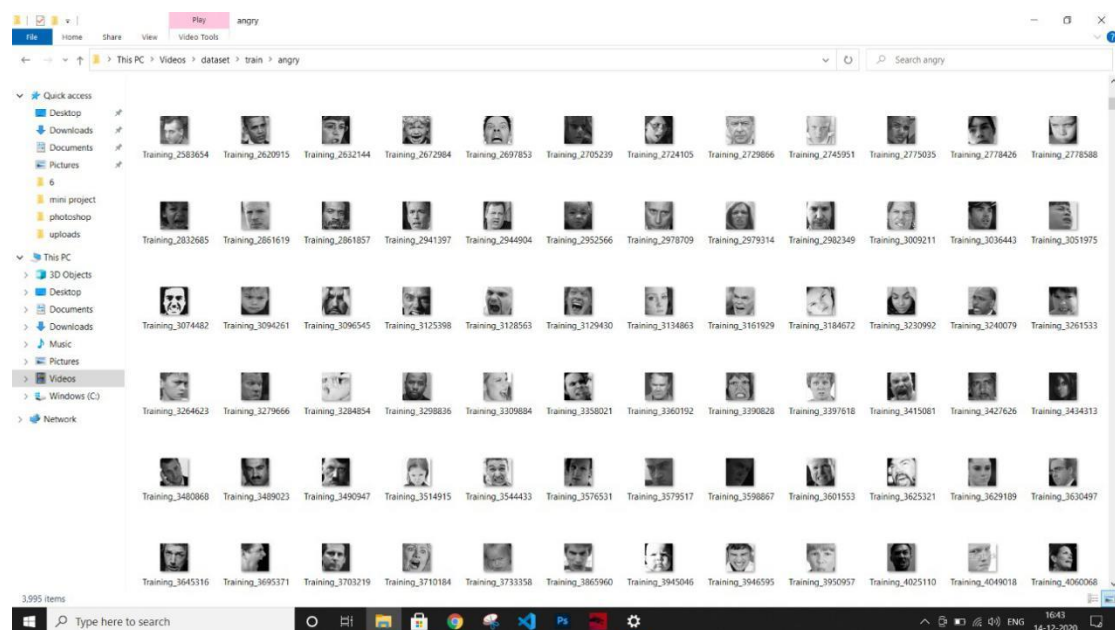 Play
angry
File
Home
Share
View
Video Tools
This PC > Videos > dataset > train > angry
Search angry
Quick access
Desktop
Downloads
Documents
Pictures
6
mini project
photoshop
uploads
This PC
3D Objects
Desktop
Documents
Downloads
Music
Pictures
Videos
Windows (C:)
Network
Training_2583654 Training_2620915 Training_2632144 Training_2672984 Training_2697853 Training_2705239 Training_2724105 Training_2729866 Training_2745951 Training_2775035 Training_2778426 Training_2778588
Training_2832685 Training_2861619 Training_2861857 Training_2941397 Training_2944904 Training_2952566 Training_2978709 Training_2979314 Training_2982349 Training_3009211 Training_3036443 Training_3051975
Training_3074482 Training_3094261 Training_3096545 Training_3125398 Training_3128563 Training_3129430 Training_3134863 Training_3161929 Training_3184672 Training_3230992 Training_3240079 Training_3261533
Training_3264623 Training_3279666 Training_3284854 Training_3298836 Training_3309884 Training_3358021 Training_3360192 Training_3390828 Training_3397618 Training_3415081 Training_3427626 Training_3434313
Training_3480868 Training_3489023 Training_3490947 Training_3514915 Training_3544433 Training_3576531 Training_3579517 Training_3598867 Training_3601553 Training_3625321 Training_3629189 Training_3630497
Training_3645316 Training_3695371 Training_3703219 Training_3710184 Training_3733358 Training_3865960 Training_3945046 Training_3946595 Training_3950957 Training_4025110 Training_4049018 Training_4060068
3,995 items
Type here to search
Ps
ENG
16:43
14-12-2020